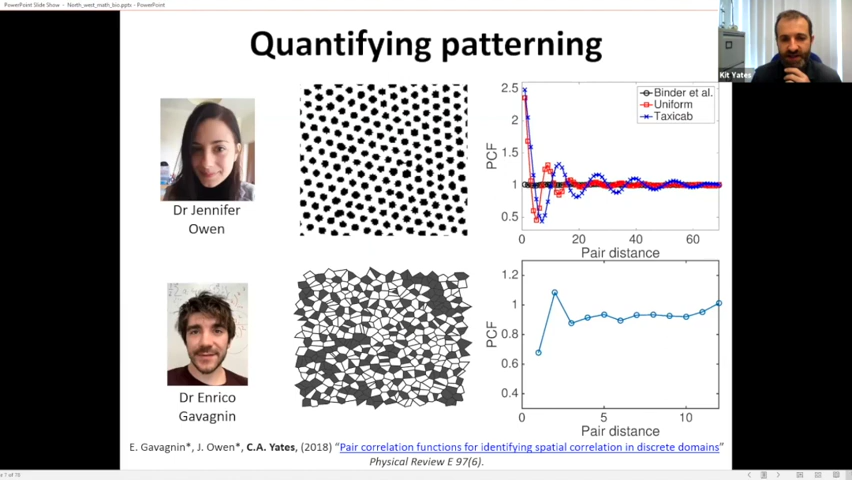 PowerPoint Slide Show - North_west_math_bio.pptx - PowerPoint
Quantifying patterning
Kit Yates
Dr Jennifer
Owen
2.5
2
1.5
1
0.5
PCF
Binder et al.
Uniform
Taxicab
0
20
40
60
Pair distance
Dr Enrico
Gavagnin
1.2
1
0.8
0.6
0.4
PCF
0
5
10
Pair distance
E. Gavagnin*, J. Owen*, C.A. Yates, (2018) "Pair correlation functions for identifying spatial correlation in discrete domains"
Physical Review E 97(6).